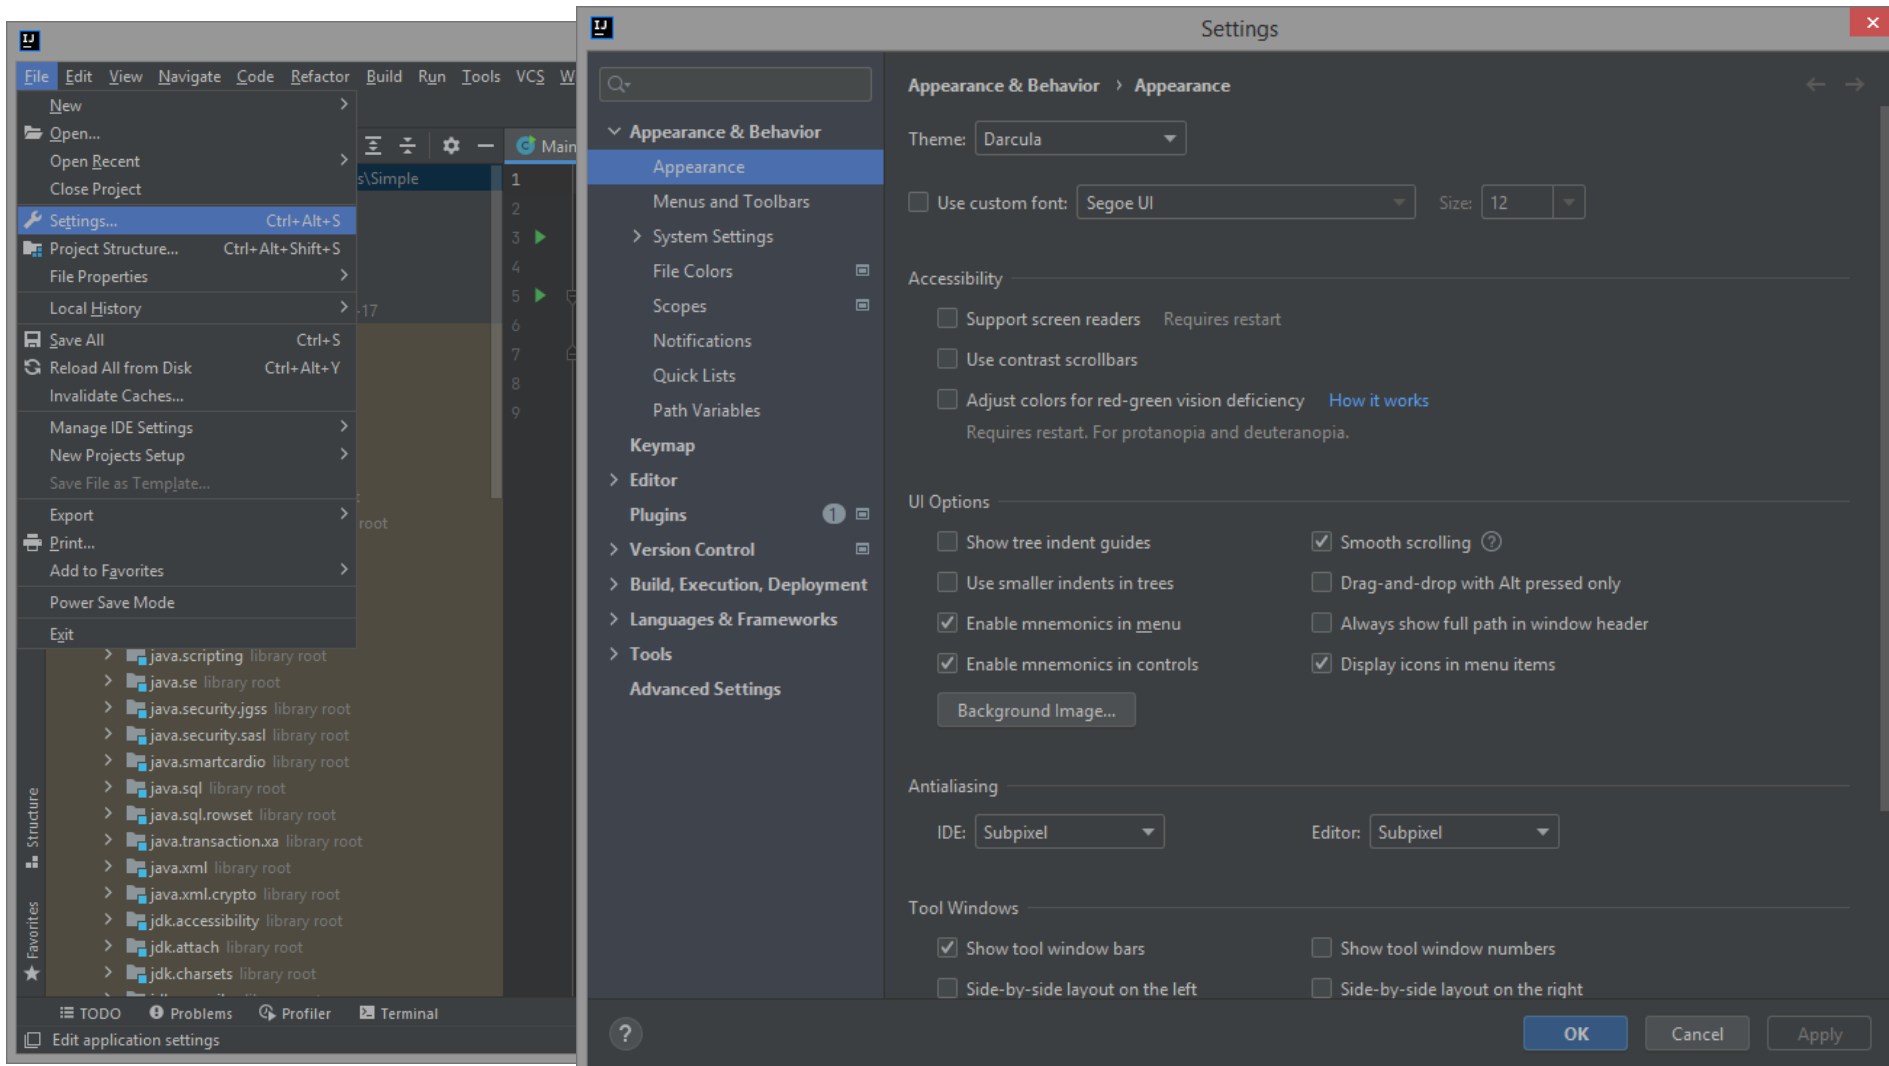 File Edit View Navigate Code Refactor Build Run Tools VCS W
New
Open...
Open Recent
Close Project
Settings... Ctrl+Alt+S
Project Structure... Ctrl+Alt+Shift+S
File Properties
Local History
Save All Ctrl+S
Reload All from Disk Ctrl+Alt+Y
Invalidate Caches...
Manage IDE Settings
New Projects Setup
Save File as Template...
Export
Print...
Add to Favorites
Power Save Mode
Exit
s\Simple
-17
root
Main
1
2
3
4
5
6
7
8
9
java.scripting library root
java.se library root
java.security.jgss library root
java.security.sasl library root
java.smartcardio library root
java.sql library root
java.sql.rowset library root
java.transaction.xa library root
java.xml library root
java.xml.crypto library root
jdk.accessibility library root
jdk.attach library root
jdk.charsets library root
Structure
Favorites
TODO Problems Profiler Terminal
Edit application settings
Settings
Appearance & Behavior
Appearance
Menus and Toolbars
System Settings
File Colors
Scopes
Notifications
Quick Lists
Path Variables
Keymap
Editor
Plugins 1
Version Control
Build, Execution, Deployment
Languages & Frameworks
Tools
Advanced Settings
Appearance & Behavior › Appearance
Theme: Darcula
Use custom font: Segoe UI Size: 12
Accessibility
Support screen readers Requires restart
Use contrast scrollbars
Adjust colors for red-green vision deficiency How it works
Requires restart. For protanopia and deuteranopia.
UI Options
Show tree indent guides Smooth scrolling ?
Use smaller indents in trees Drag-and-drop with Alt pressed only
Enable mnemonics in menu Always show full path in window header
Enable mnemonics in controls Display icons in menu items
Background Image...
Antialiasing
IDE: Subpixel Editor: Subpixel
Tool Windows
Show tool window bars Show tool window numbers
Side-by-side layout on the left Side-by-side layout on the right
? OK Cancel Apply